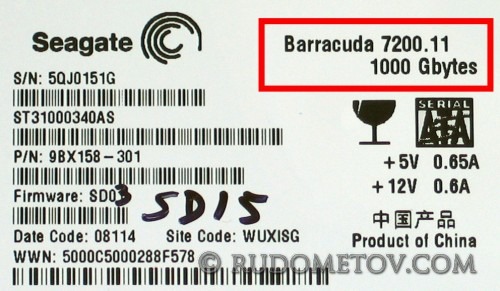 Seagate
Barracuda 7200.11
1000 Gbytes
S/N: 5QJ0151G
ST31000340AS
P/N: 9BX158-301
Firmware: SD03 SD15
Date Code: 08114 Site Code: WUXISG
WWN: 5000C5000288F578
SERIAL
ATA
+5V 0.65A
+12V 0.6A
中国产品
Product of China
© RUDOMETOV.COM